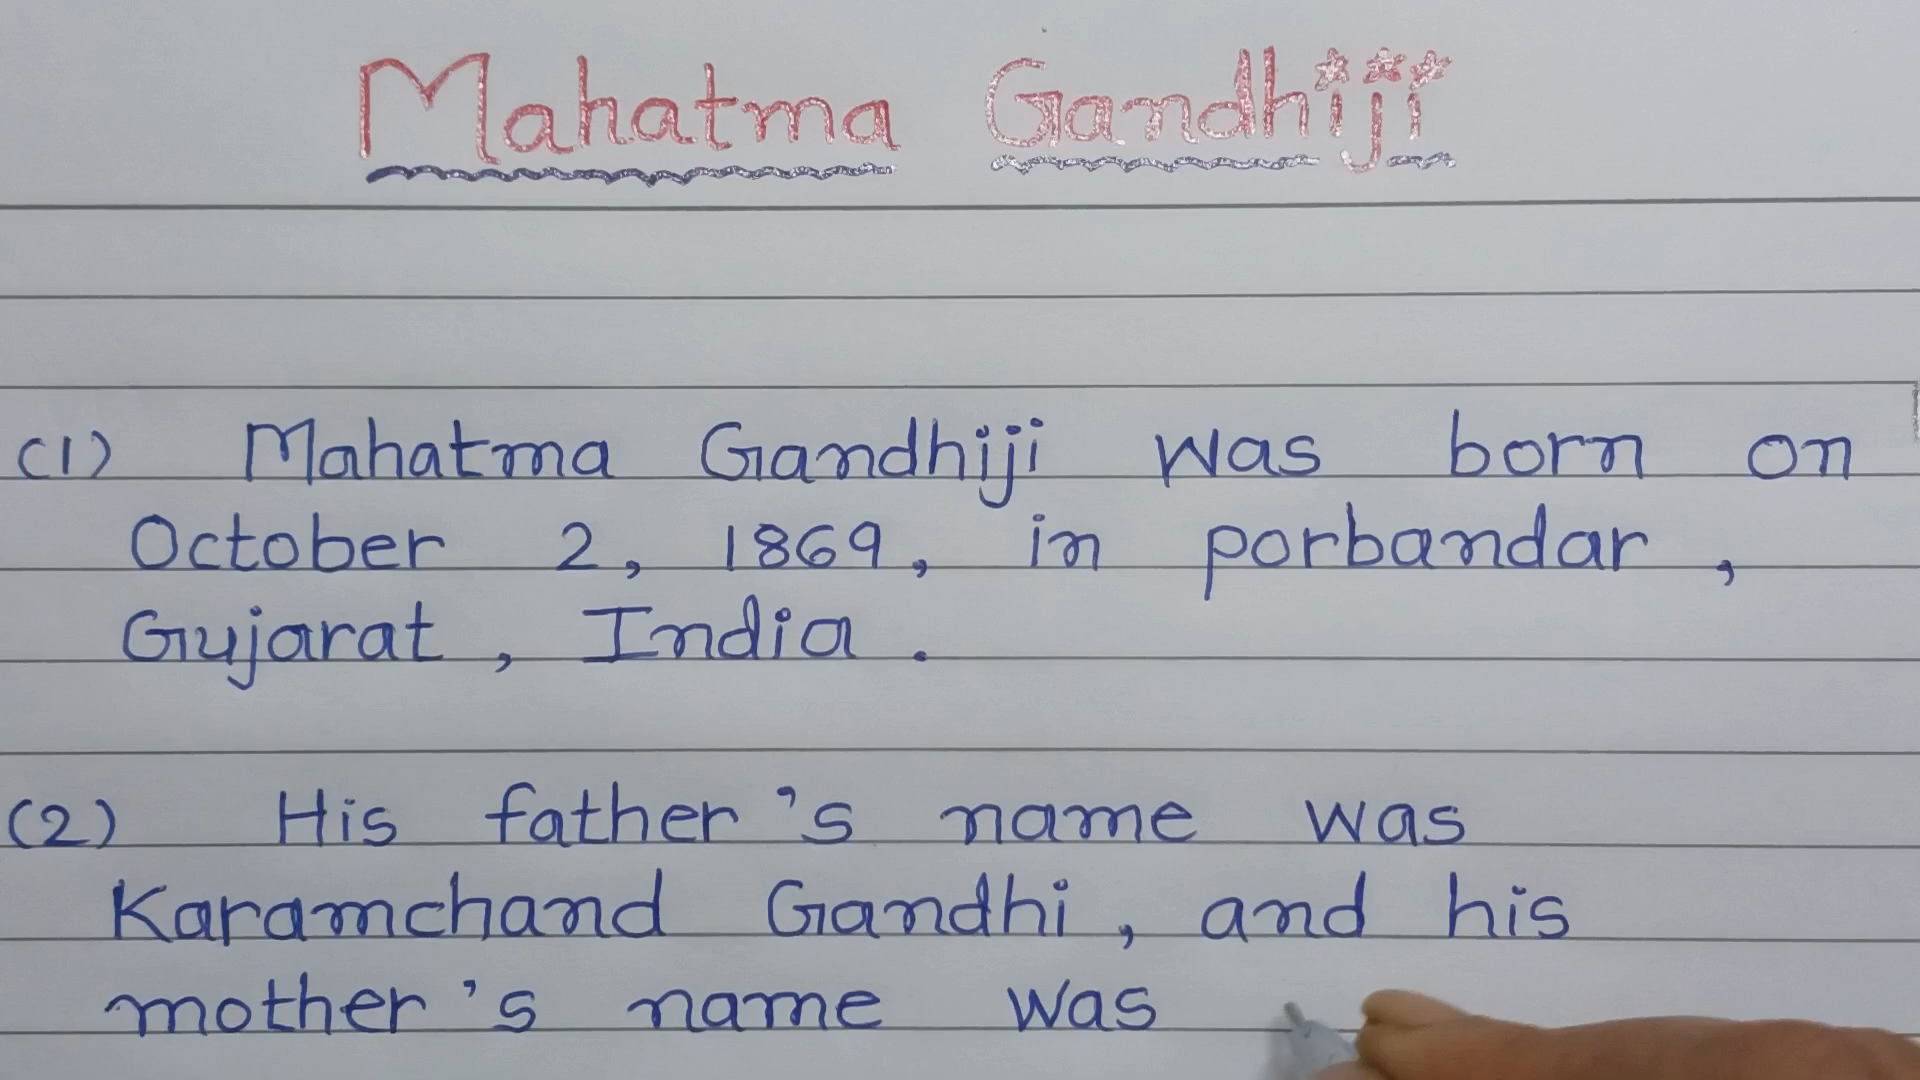 Mahatma Gandhiji
(1) Mahatma Gandhiji was born on
October 2, 1869, in porbandar,
Gujarat, India.
(2) His father's name was
Karamchand Gandhi, and his
mother's name was